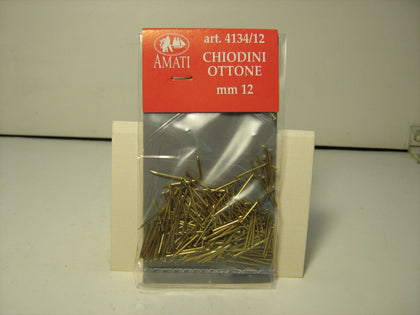 AMATI
art. 4134/12
CHIODINI
OTTONE
mm 12